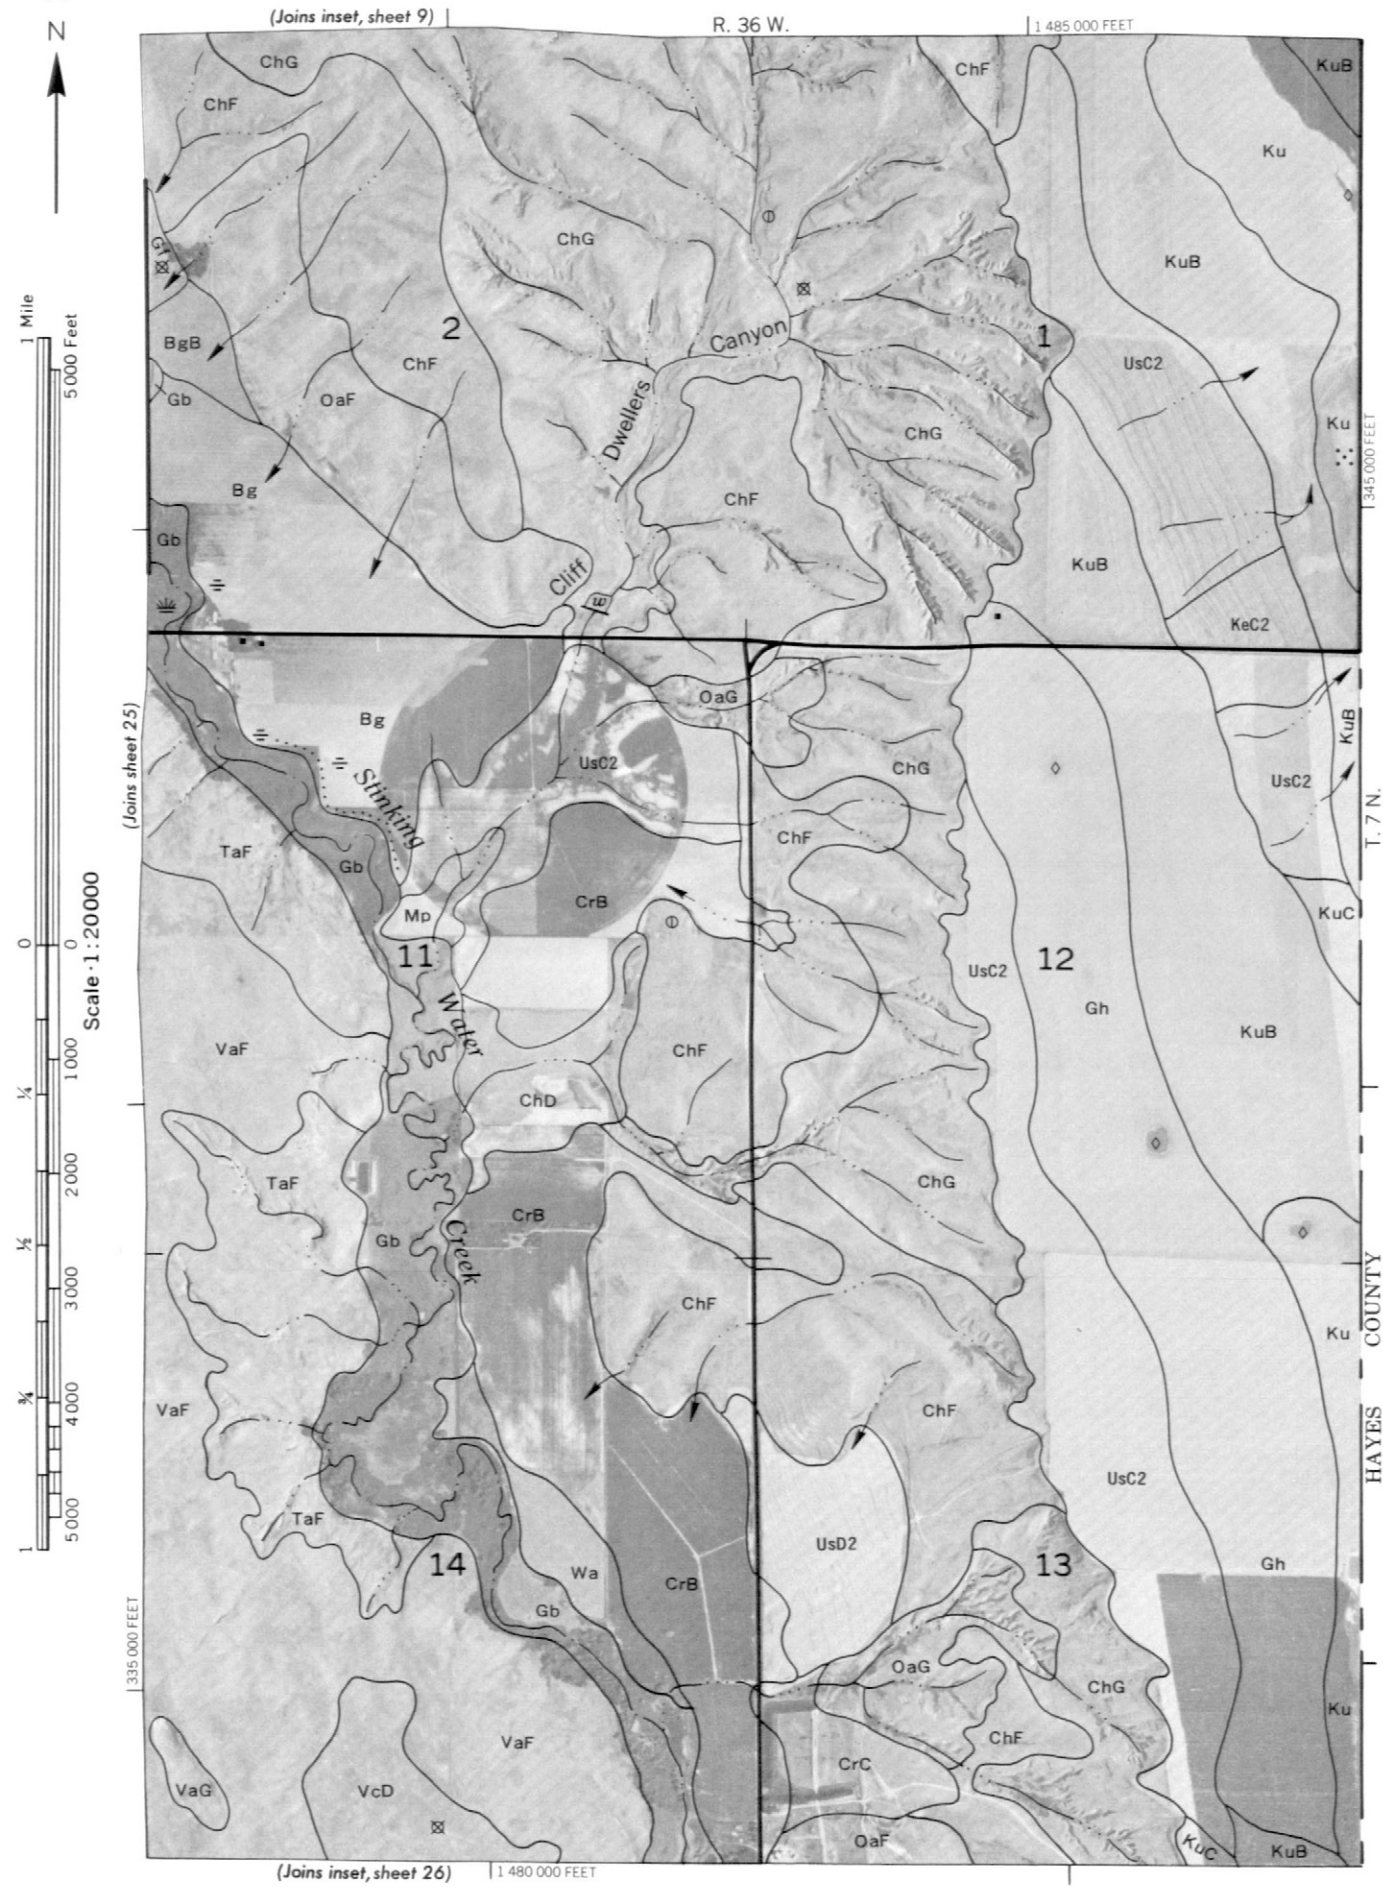 (Joins inset, sheet 9)
R. 36 W.
1 485 000 FEET
N
ChG
ChF
KuB
ChF
Ku
ChG
KuB
Gf
1 Mile
5000 Feet
BgB
2
Canyon
1
UsC2
ChF
Gb
OaF
Dwellers
Ku
ChG
345 000 FEET
Bg
ChF
Gb
KuB
Cliff
w
KeC2
(Joins sheet 25)
OaG
Bg
KuB
UsC2
ChG
UsC2
Stinking
T. 7 N.
TaF
ChF
Gb
CrB
Mp
KuC
0
0
Scale 1:20000
11
12
UsC2
Water
Gh
KuB
VaF
ChF
1000
1/4
ChD
2000
TaF
ChG
CrB
Gb
Creek
1/2
3000
ChF
HAYES COUNTY
Ku
3/4
4000
VaF
ChF
UsC2
5000
1
TaF
UsD2
14
13
Gh
Wa
CrB
Gb
335 000 FEET
OaG
ChG
Ku
VaF
ChF
VaG
VcD
CrC
OaF
KuC
KuB
(Joins inset, sheet 26)
1 480 000 FEET